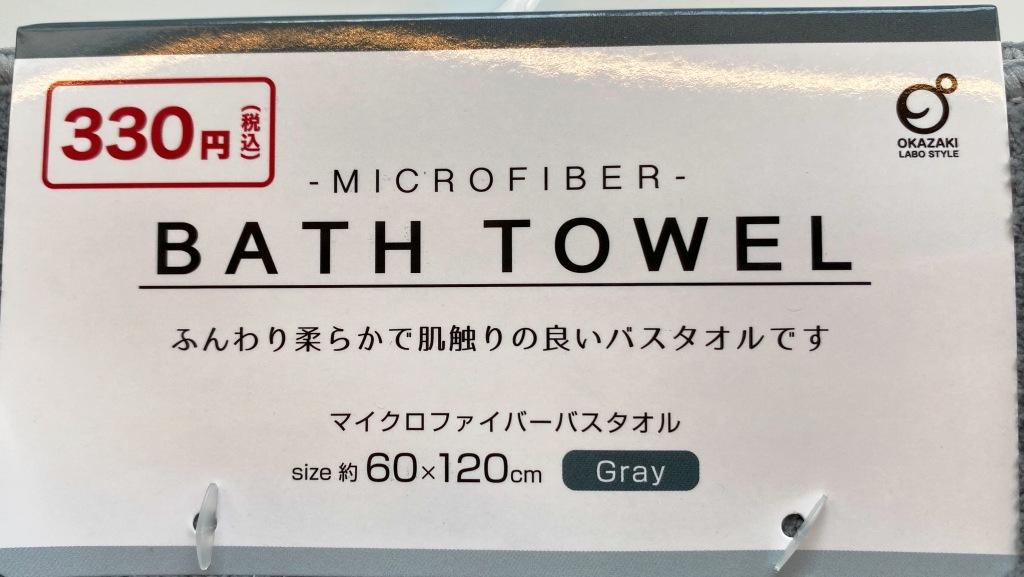 330円(税込)
OKAZAKI
LABO STYLE
-MICROFIBER-
BATH TOWEL
ふんわり柔らかで肌触りの良いバスタオルです
マイクロファイバーバスタオル
size 約 60×120cm Gray